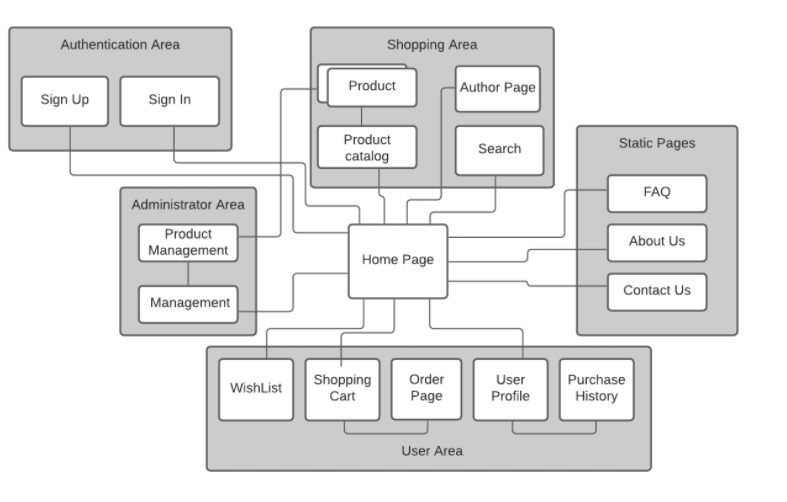 Authentication Area
Sign Up
Sign In
Shopping Area
Product
Author Page
Product
catalog
Search
Static Pages
FAQ
About Us
Contact Us
Administrator Area
Product
Management
Management
Home Page
WishList
Shopping
Cart
Order
Page
User
Profile
Purchase
History
User Area